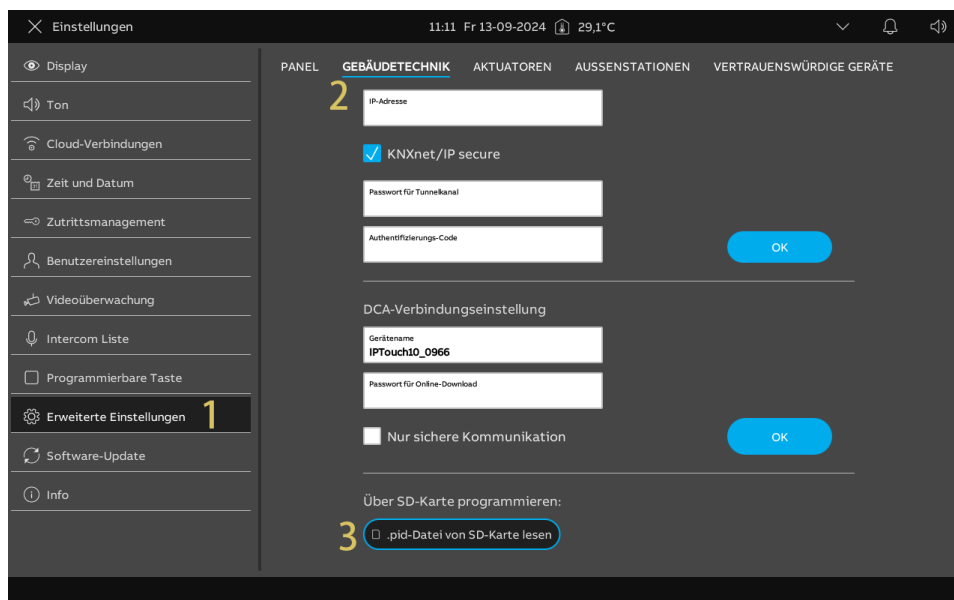 Einstellungen
11:11 Fr 13-09-2024 29,1°C
Display
Ton
Cloud-Verbindungen
Zeit und Datum
Zutrittsmanagement
Benutzereinstellungen
Videoüberwachung
Intercom Liste
Programmierbare Taste
Erweiterte Einstellungen 1
Software-Update
Info
PANEL GEBÄUDETECHNIK AKTUATOREN AUSSENSTATIONEN VERTRAUENSWÜRDIGE GERÄTE
2
IP-Adresse
KNXnet/IP secure
Passwort für Tunnelkanal
Authentifizierungs-Code
OK
DCA-Verbindungseinstellung
Gerätename
IPTouch10_0966
Passwort für Online-Download
Nur sichere Kommunikation
OK
Über SD-Karte programmieren:
3 .pid-Datei von SD-Karte lesen